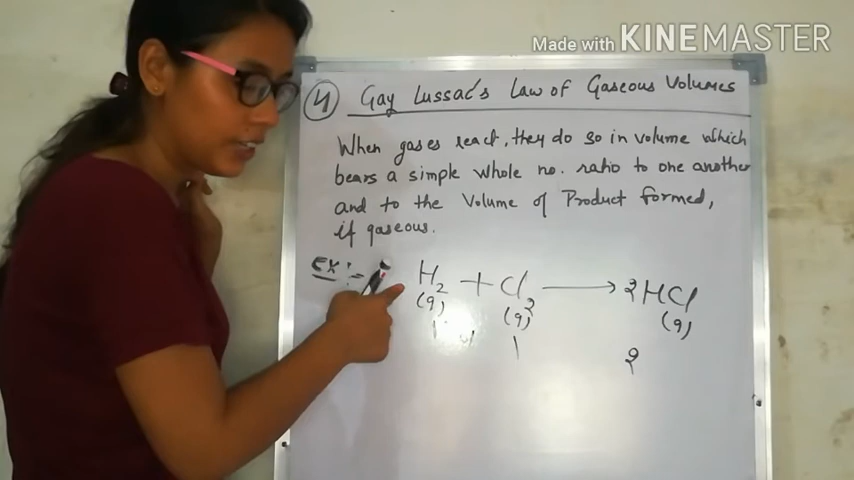 Made with KINEMASTER
4 Gay Lussac's Law of Gaseous Volumes
When gases react, they do so in volume which
bears a simple whole no. ratio to one another
and to the Volume of Product formed,
if gaseous.
Ex:- H2 + Cl2 → 2HCl
(g) (g) (g)
1 1 2